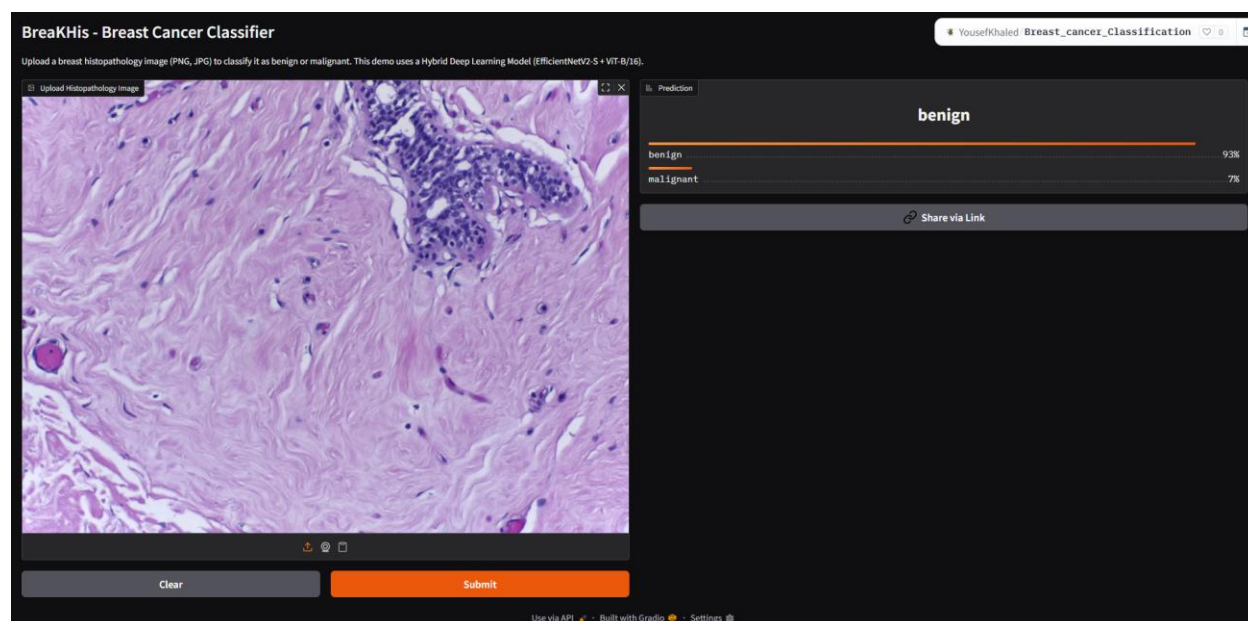 BreaKHis - Breast Cancer Classifier
YousefKhaled Breast_cancer_Classification 0
Upload a breast histopathology image (PNG, JPG) to classify it as benign or malignant. This demo uses a Hybrid Deep Learning Model (EfficientNetV2-S + ViT-B/16).
Upload Histopathology Image
Prediction
benign
benign 93%
malignant 7%
Share via Link
Clear
Submit
Use via API · Built with Gradio · Settings